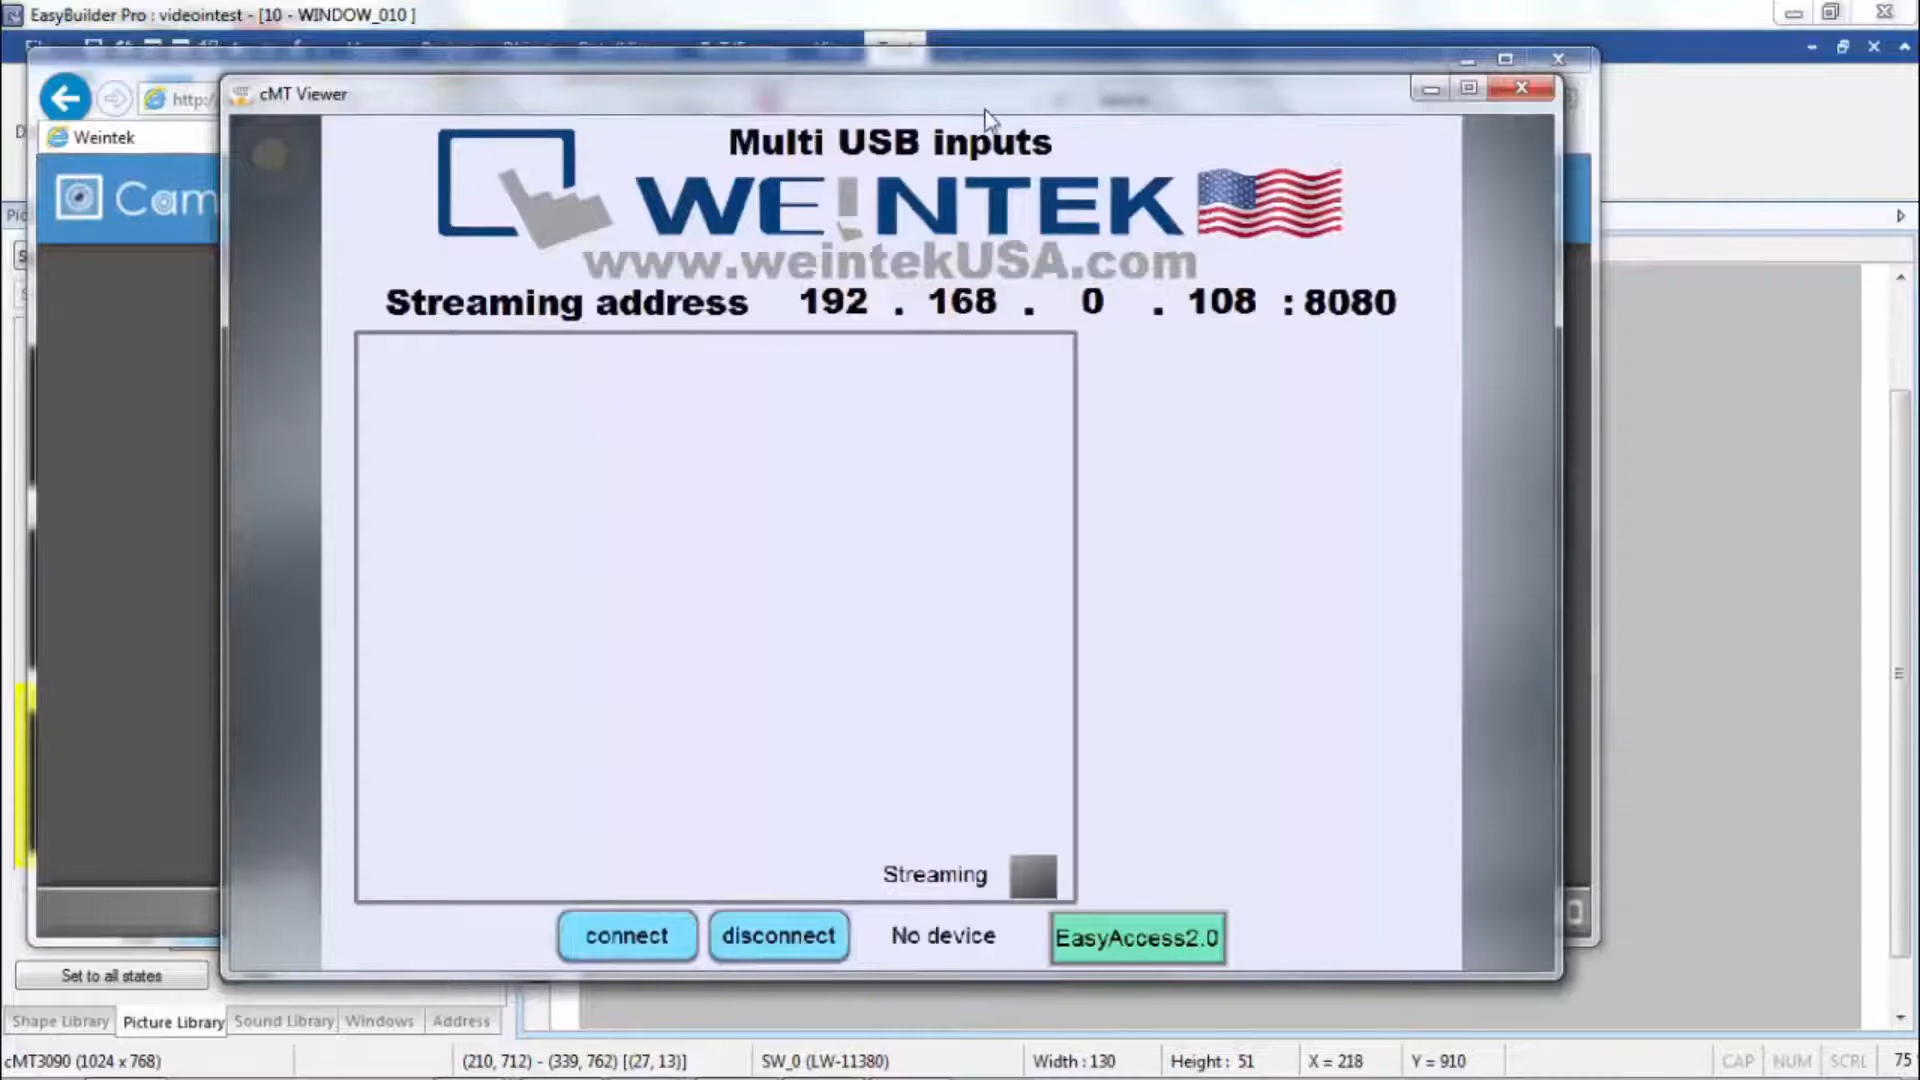 EasyBuilder Pro : videointest - [10 - WINDOW_010 ]
cMT Viewer
http:/
Weintek
Cam
Multi USB inputs
WEINTEK
www.weintekUSA.com
Streaming address 192 . 168 . 0 . 108 : 8080
Streaming
connect disconnect No device EasyAccess2.0
Set to all states
Shape Library Picture Library Sound Library Windows Address
cMT3090 (1024 x 768) (210, 712) - (339, 762) [(27, 13)] SW_0 (LW-11380) Width : 130 Height : 51 X = 218 Y = 910 CAP NUM SCRL 75